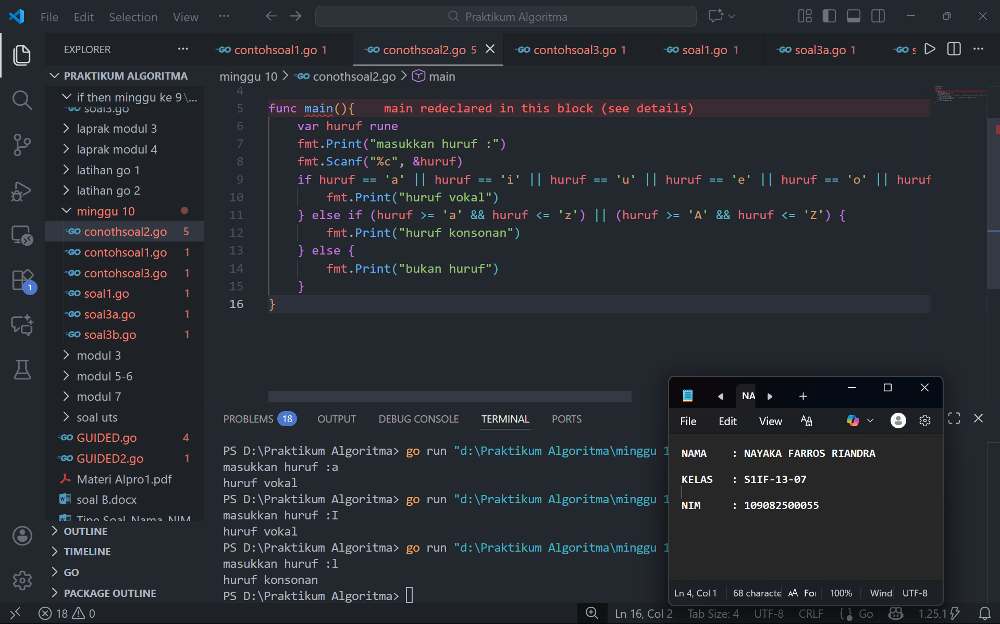 File Edit Selection View ···
Praktikum Algoritma
EXPLORER
PRAKTIKUM ALGORITMA
if then minggu ke 9\...
soal3.go
laprak modul 3
laprak modul 4
latihan go 1
latihan go 2
minggu 10
conothsoal2.go 5
contohsoal1.go 1
contohsoal3.go 1
soal1.go 1
soal3a.go 1
soal3b.go 1
modul 3
modul 5-6
modul 7
soal uts
GUIDED.go 4
GUIDED2.go 1
Materi Alpro1.pdf
soal B.docx
Tipe Soal, Nama, NIM
OUTLINE
TIMELINE
GO
PACKAGE OUTLINE
1
contohsoal1.go 1 conothsoal2.go 5 contohsoal3.go 1 soal1.go 1 soal3a.go 1 s
minggu 10 > conothsoal2.go > main
4
5 func main(){ main redeclared in this block (see details)
6 var huruf rune
7 fmt.Print("masukkan huruf :")
8 fmt.Scanf("%c", &huruf)
9 if huruf == 'a' || huruf == 'i' || huruf == 'u' || huruf == 'e' || huruf == 'o' || huruf
10 fmt.Print("huruf vokal")
11 } else if (huruf >= 'a' && huruf <= 'z') || (huruf >= 'A' && huruf <= 'Z') {
12 fmt.Print("huruf konsonan")
13 } else {
14 fmt.Print("bukan huruf")
15 }
16 }
PROBLEMS 18 OUTPUT DEBUG CONSOLE TERMINAL PORTS
PS D:\Praktikum Algoritma> go run "d:\Praktikum Algoritma\minggu 1
masukkan huruf :a
huruf vokal
PS D:\Praktikum Algoritma> go run "d:\Praktikum Algoritma\minggu 1
masukkan huruf :I
huruf vokal
PS D:\Praktikum Algoritma> go run "d:\Praktikum Algoritma\minggu 1
masukkan huruf :l
huruf konsonan
PS D:\Praktikum Algoritma>
NA
File Edit View
NAMA : NAYAKA FARROS RIANDRA
KELAS : S1IF-13-07
NIM : 109082500055
Ln 4, Col 1 68 characte For 100% Wind UTF-8
18 0 Ln 16, Col 2 Tab Size: 4 UTF-8 CRLF {} Go 1.25.1